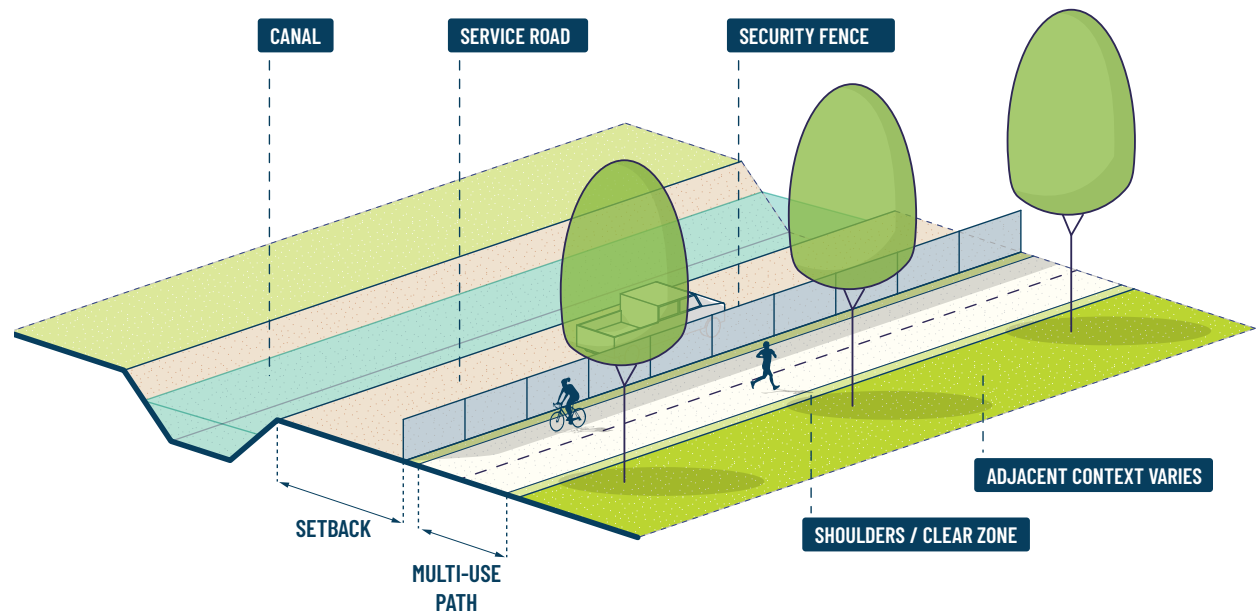 CANAL
SERVICE ROAD
SECURITY FENCE
ADJACENT CONTEXT VARIES
SETBACK
SHOULDERS / CLEAR ZONE
MULTI-USE
PATH